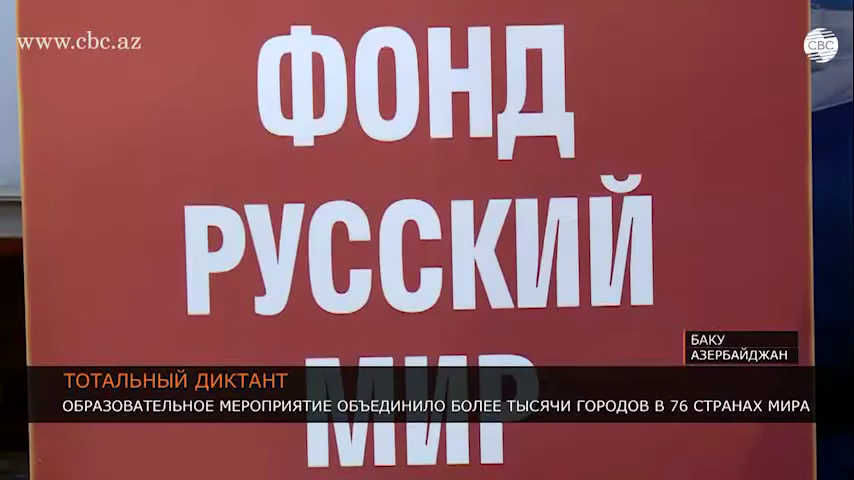 www.cbc.az
CBC
ФОНД
РУССКИЙ
МИР
БАКУ
АЗЕРБАЙДЖАН
ТОТАЛЬНЫЙ ДИКТАНТ
ОБРАЗОВАТЕЛЬНОЕ МЕРОПРИЯТИЕ ОБЪЕДИНИЛО БОЛЕЕ ТЫСЯЧИ ГОРОДОВ В 76 СТРАНАХ МИРА